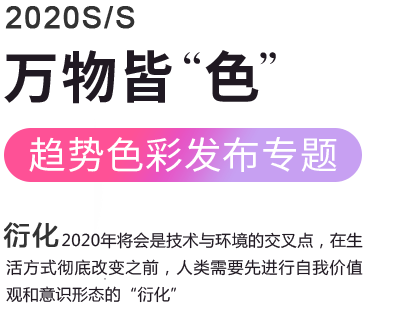 2020S/S
万物皆“色”
趋势色彩发布专题
衍化2020年将会是技术与环境的交叉点，在生
活方式彻底改变之前，人类需要先进行自我价值
观和意识形态的“衍化”